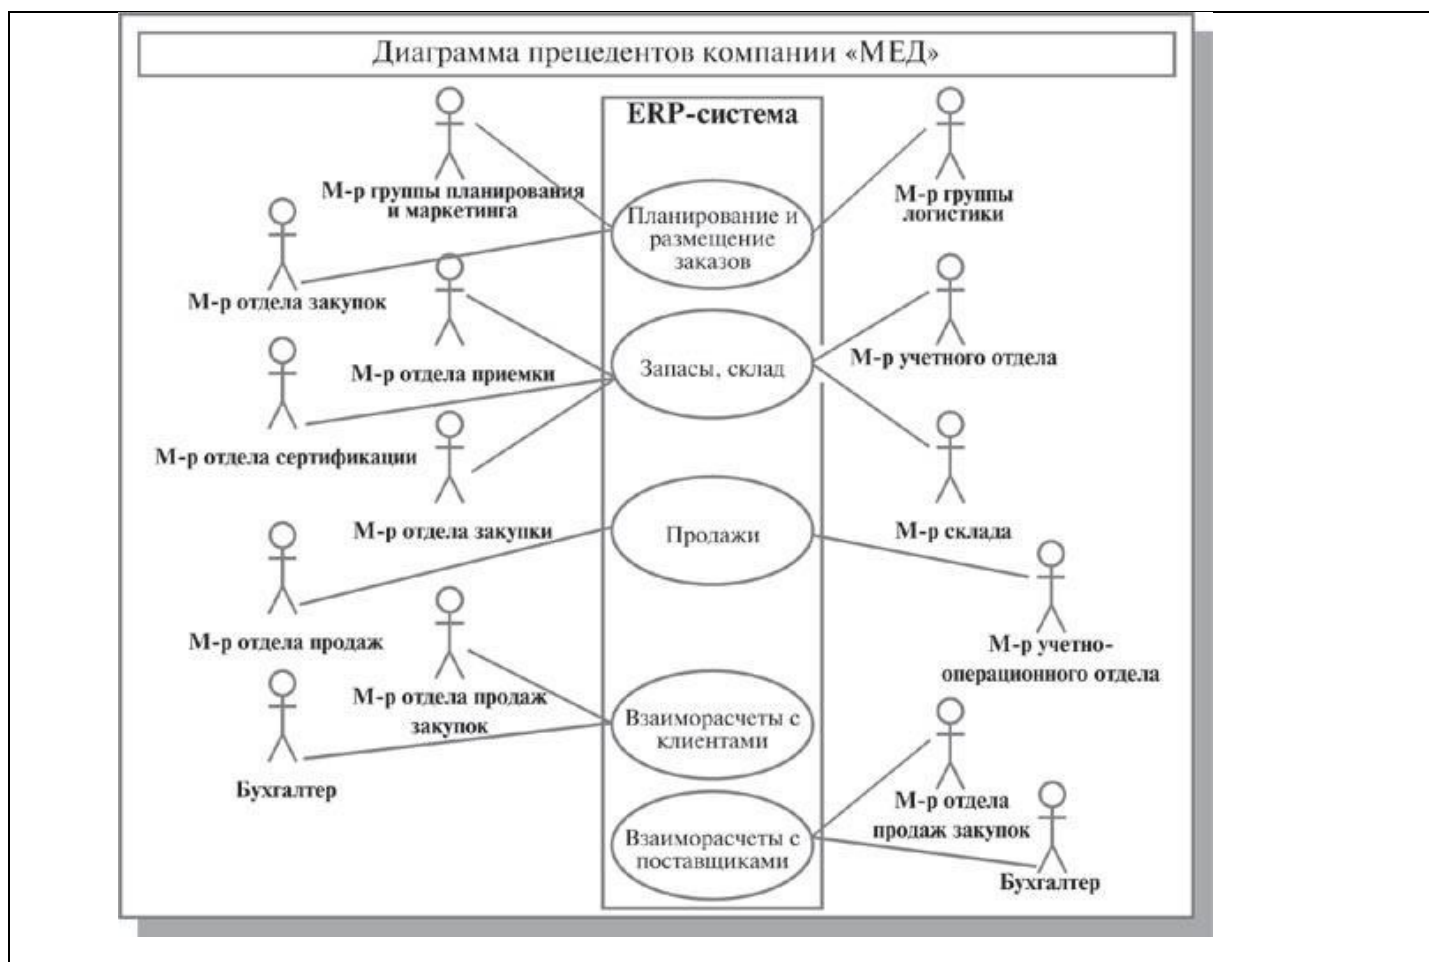 Диаграмма прецедентов компании «МЕД»
ERP-система
М-р группы планирования
и маркетинга
М-р группы
логистики
Планирование и
размещение
заказов
М-р отдела закупок
М-р отдела приемки
Запасы, склад
М-р учетного отдела
М-р отдела сертификации
М-р отдела закупки
Продажи
М-р склада
М-р отдела продаж
М-р учетно-
операционного отдела
М-р отдела продаж
закупок
Взаиморасчеты с
клиентами
Бухгалтер
М-р отдела
продаж закупок
Взаиморасчеты с
поставщиками
Бухгалтер